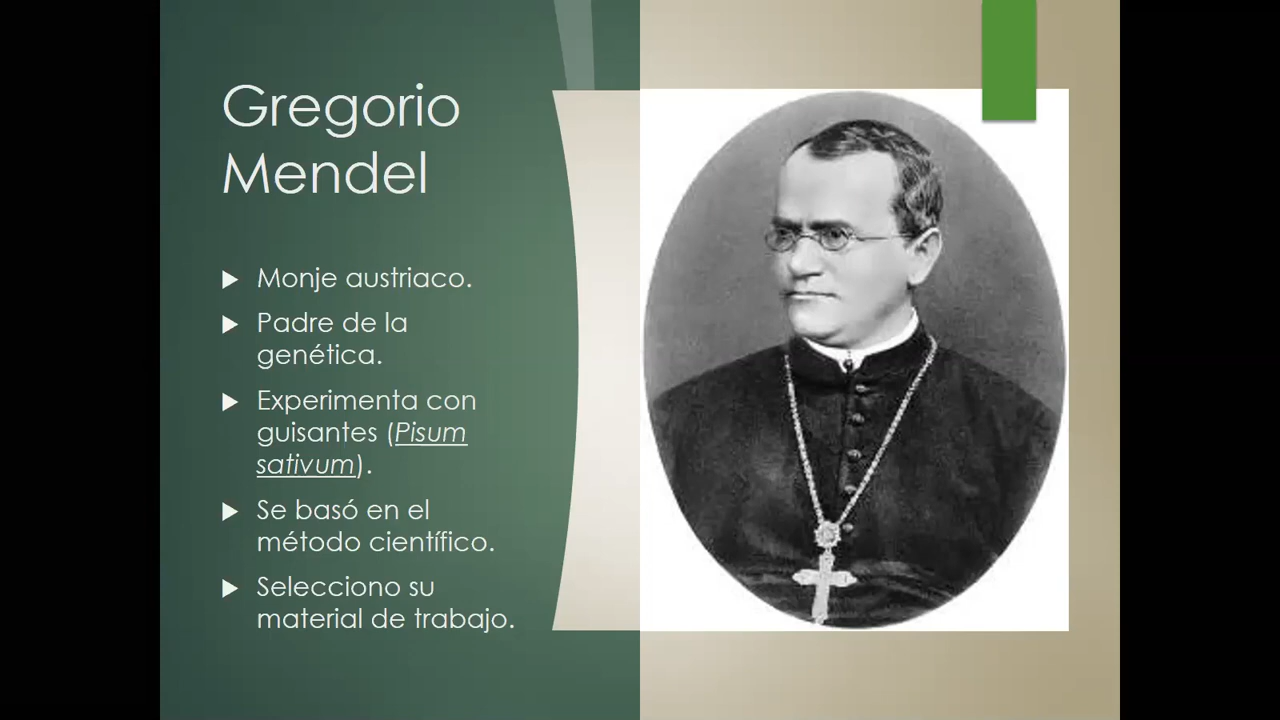 Gregorio
Mendel
Monje austriaco.
Padre de la
genética.
Experimenta con
guisantes (Pisum
sativum).
Se basó en el
método científico.
Selecciono su
material de trabajo.